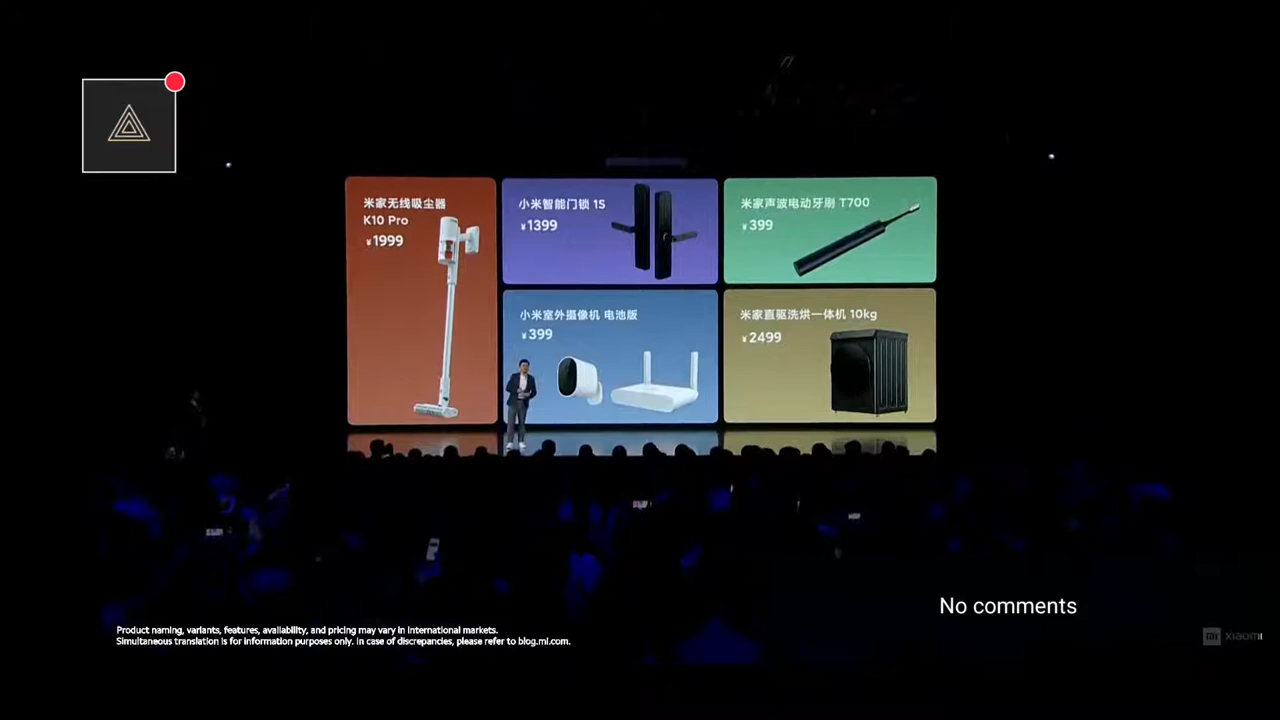 米家无线吸尘器
K10 Pro
¥1999
小米智能门锁 1S
¥1399
米家声波电动牙刷 T700
¥399
小米室外摄像机 电池版
¥399
米家直驱洗烘一体机 10kg
¥2499
No comments
Product naming, variants, features, availability, and pricing may vary in international markets.
Simultaneous translation is for information purposes only. In case of discrepancies, please refer to blog.mi.com.
mi xiaomi